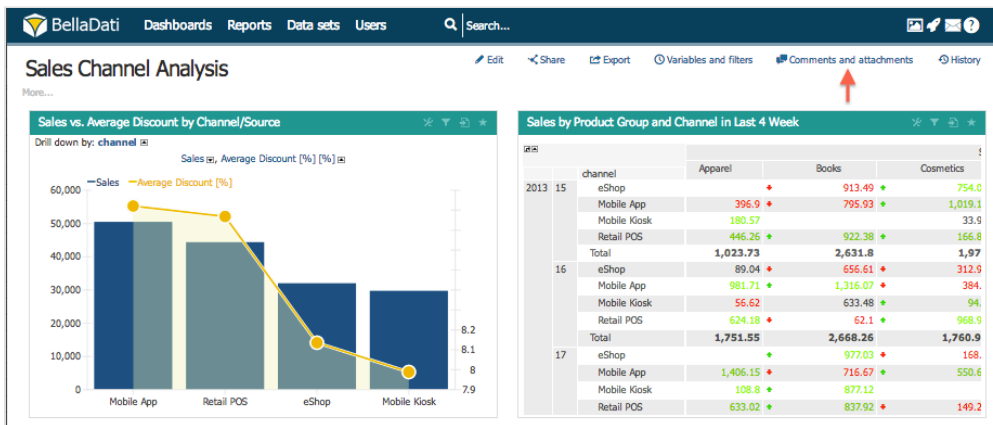 BellaDati Dashboards Reports Data sets Users Search...
Edit Share Export Variables and filters Comments and attachments History
Sales Channel Analysis
More...
Sales vs. Average Discount by Channel/Source
Drill down by: channel
Sales , Average Discount [%] [%]
Sales Average Discount [%]
60,000
50,000
40,000
30,000
20,000
10,000
0
8.2
8.1
8
7.9
Mobile App Retail POS eShop Mobile Kiosk
Sales by Product Group and Channel in Last 4 Week
channel Apparel Books Cosmetics
2013 15 eShop 913.49 754.0
Mobile App 396.9 795.93 1,019.1
Mobile Kiosk 180.57 33.9
Retail POS 446.26 922.38 166.8
Total 1,023.73 2,631.8 1,97
16 eShop 89.04 656.61 312.9
Mobile App 981.71 1,316.07 384.
Mobile Kiosk 56.62 633.48 94.
Retail POS 624.18 62.1 968.9
Total 1,751.55 2,668.26 1,760.9
17 eShop 977.03 168.
Mobile App 1,406.15 716.67 550.6
Mobile Kiosk 108.8 877.12
Retail POS 633.02 837.92 149.2